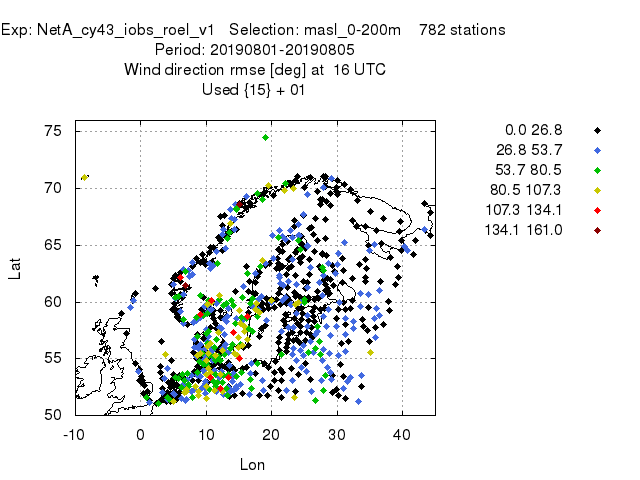 Exp: NetA_cy43_iobs_roel_v1 Selection: masl_0-200m 782 stations
Period: 20190801-20190805
Wind direction rmse [deg] at 16 UTC
Used {15} + 01
75
70
65
60
55
50
Lat
-10 0 10 20 30 40
Lon
0.0 26.8
26.8 53.7
53.7 80.5
80.5 107.3
107.3 134.1
134.1 161.0